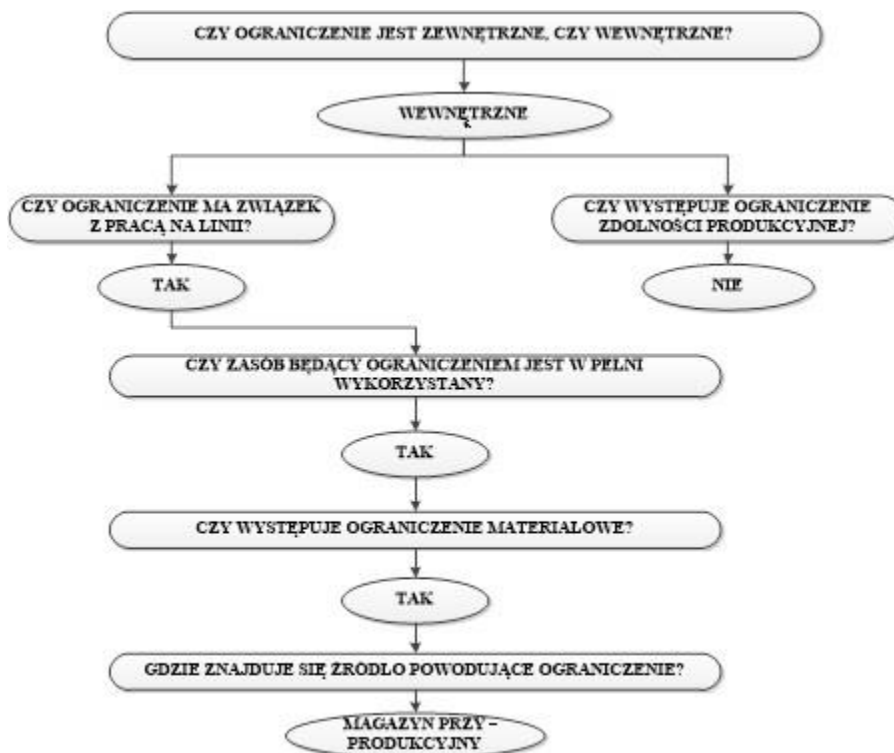 CZY OGRANICZENIE JEST ZEWNĘTRZNE, CZY WEWNĘTRZNE?
WEWNĘTRZNE
CZY OGRANICZENIE MA ZWIĄZEK
Z PRACĄ NA LINII?
CZY WYSTĘPUJE OGRANICZENIE
ZDOLNOŚCI PRODUKCYJNEJ?
TAK
NIE
CZY ZASÓB BĘDĄCY OGRANICZENIEM JEST W PEŁNI
WYKORZYSTANY?
TAK
CZY WYSTĘPUJE OGRANICZENIE MATERIAŁOWE?
TAK
GDZIE ZNAJDUJE SIĘ ŹRÓDŁO POWODUJĄCE OGRANICZENIE?
MAGAZYN PRZY –
PRODUKCYJNY